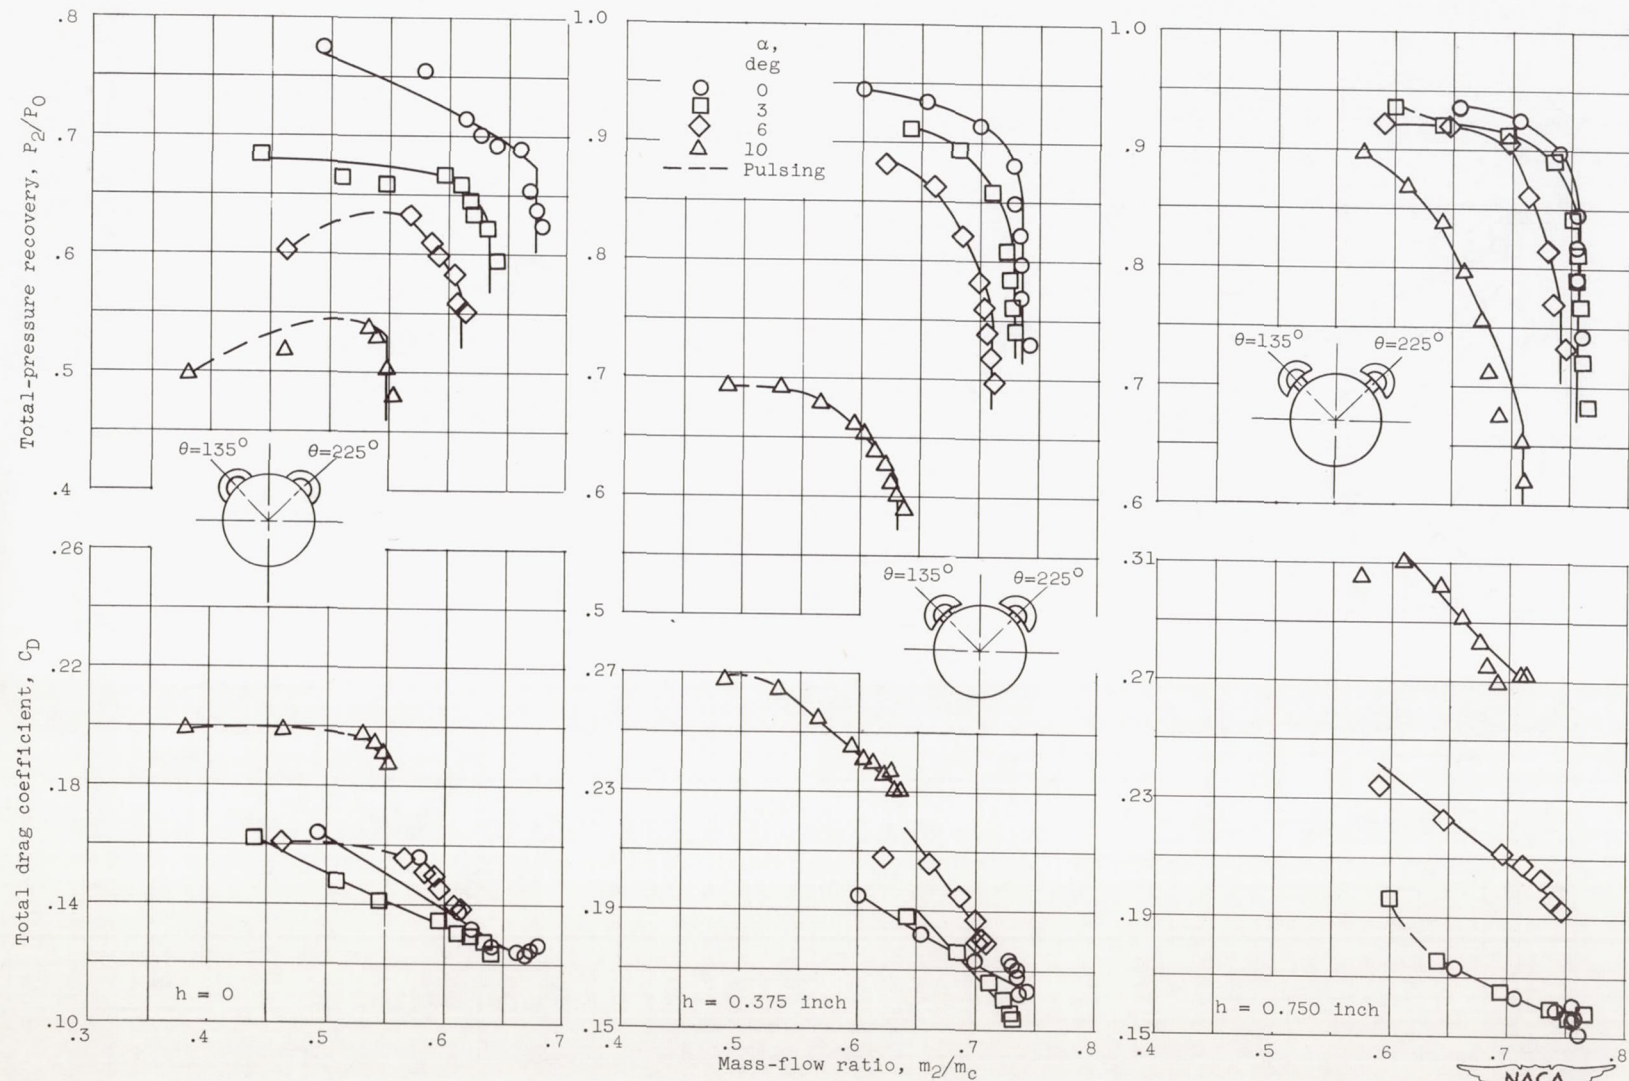 .8
.7
.6
.5
.4
Total-pressure recovery, P2/P0
θ=135° θ=225°
1.0
.9
.8
.7
.6
.5
α,
deg
0
3
6
10
Pulsing
θ=135° θ=225°
1.0
.9
.8
.7
.6
θ=135° θ=225°
.26
.22
.18
.14
.10
Total drag coefficient, CD
h = 0
.3 .4 .5 .6 .7
.27
.23
.19
.15
h = 0.375 inch
.4 .5 .6 .7 .8
.31
.27
.23
.19
.15
h = 0.750 inch
.4 .5 .6 .7 .8
Mass-flow ratio, m2/mc
NACA